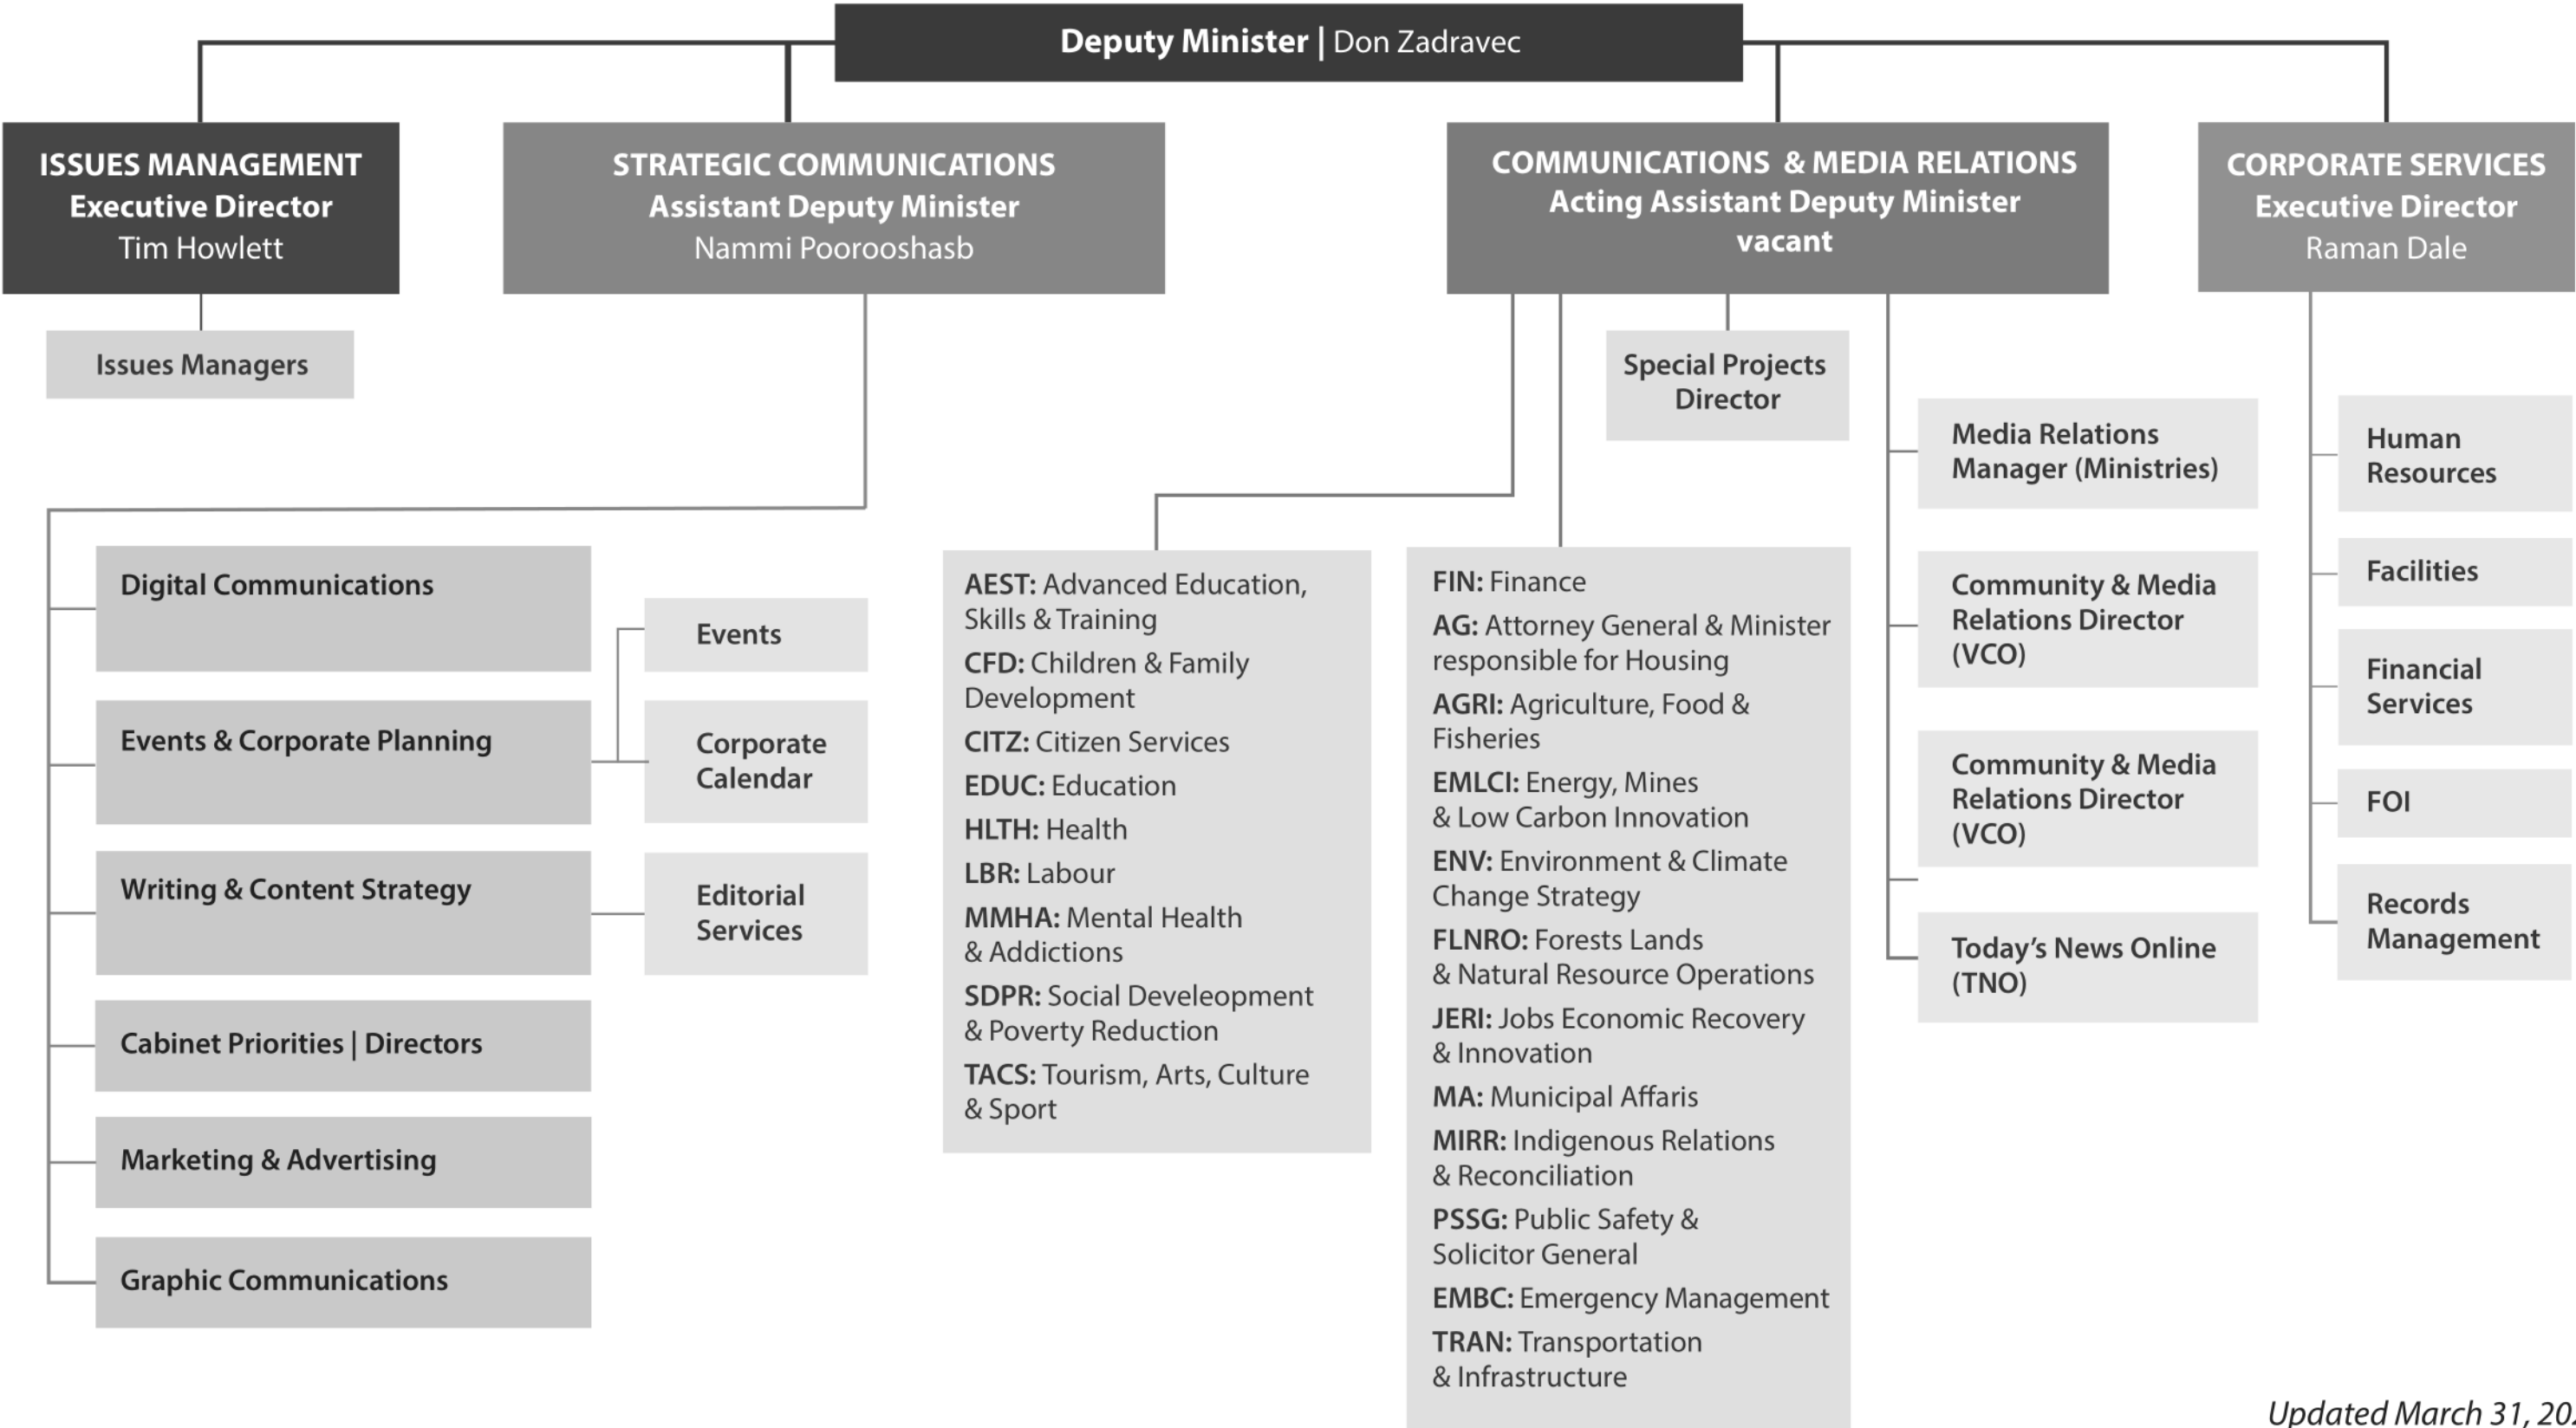 Deputy Minister | Don Zadravec
ISSUES MANAGEMENT
Executive Director
Tim Howlett
Issues Managers
STRATEGIC COMMUNICATIONS
Assistant Deputy Minister
Nammi Poorooshasb
Digital Communications
Events & Corporate Planning
Events
Corporate
Calendar
Writing & Content Strategy
Editorial
Services
Cabinet Priorities | Directors
Marketing & Advertising
Graphic Communications
COMMUNICATIONS & MEDIA RELATIONS
Acting Assistant Deputy Minister
vacant
AEST: Advanced Education,
Skills & Training
CFD: Children & Family
Development
CITZ: Citizen Services
EDUC: Education
HLTH: Health
LBR: Labour
MMHA: Mental Health
& Addictions
SDPR: Social Develeopment
& Poverty Reduction
TACS: Tourism, Arts, Culture
& Sport
FIN: Finance
AG: Attorney General & Minister
responsible for Housing
AGRI: Agriculture, Food &
Fisheries
EMLCI: Energy, Mines
& Low Carbon Innovation
ENV: Environment & Climate
Change Strategy
FLNRO: Forests Lands
& Natural Resource Operations
JERI: Jobs Economic Recovery
& Innovation
MA: Municipal Affaris
MIRR: Indigenous Relations
& Reconciliation
PSSG: Public Safety &
Solicitor General
EMBC: Emergency Management
TRAN: Transportation
& Infrastructure
Special Projects
Director
Media Relations
Manager (Ministries)
Community & Media
Relations Director
(VCO)
Community & Media
Relations Director
(VCO)
Today’s News Online
(TNO)
CORPORATE SERVICES
Executive Director
Raman Dale
Human
Resources
Facilities
Financial
Services
FOI
Records
Management
Updated March 31,